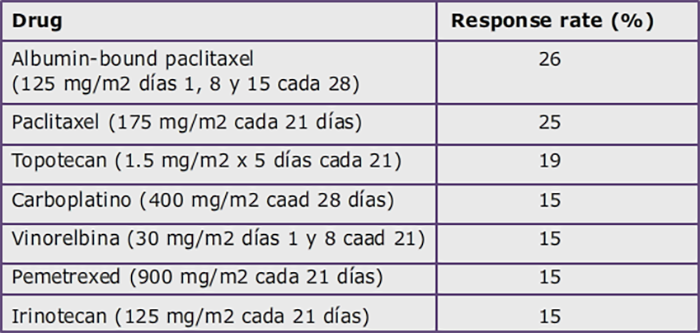 Drug Response rate (%)
Albumin-bound paclitaxel 26
(125 mg/m2 días 1, 8 y 15 cada 28)
Paclitaxel (175 mg/m2 cada 21 días) 25
Topotecan (1.5 mg/m2 x 5 días cada 21) 19
Carboplatino (400 mg/m2 caad 28 días) 15
Vinorelbina (30 mg/m2 días 1 y 8 caad 21) 15
Pemetrexed (900 mg/m2 cada 21 días) 15
Irinotecan (125 mg/m2 cada 21 días) 15